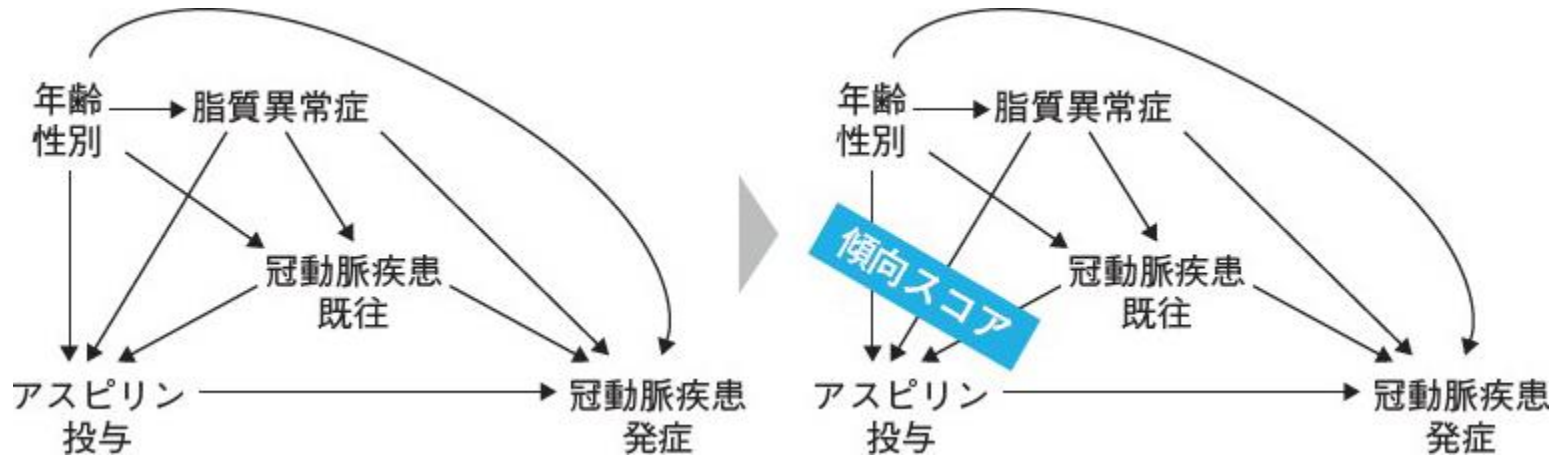 年齢
性別
脂質異常症
冠動脈疾患
既往
アスピリン
投与
冠動脈疾患
発症
年齢
性別
脂質異常症
傾向スコア
冠動脈疾患
既往
アスピリン
投与
冠動脈疾患
発症